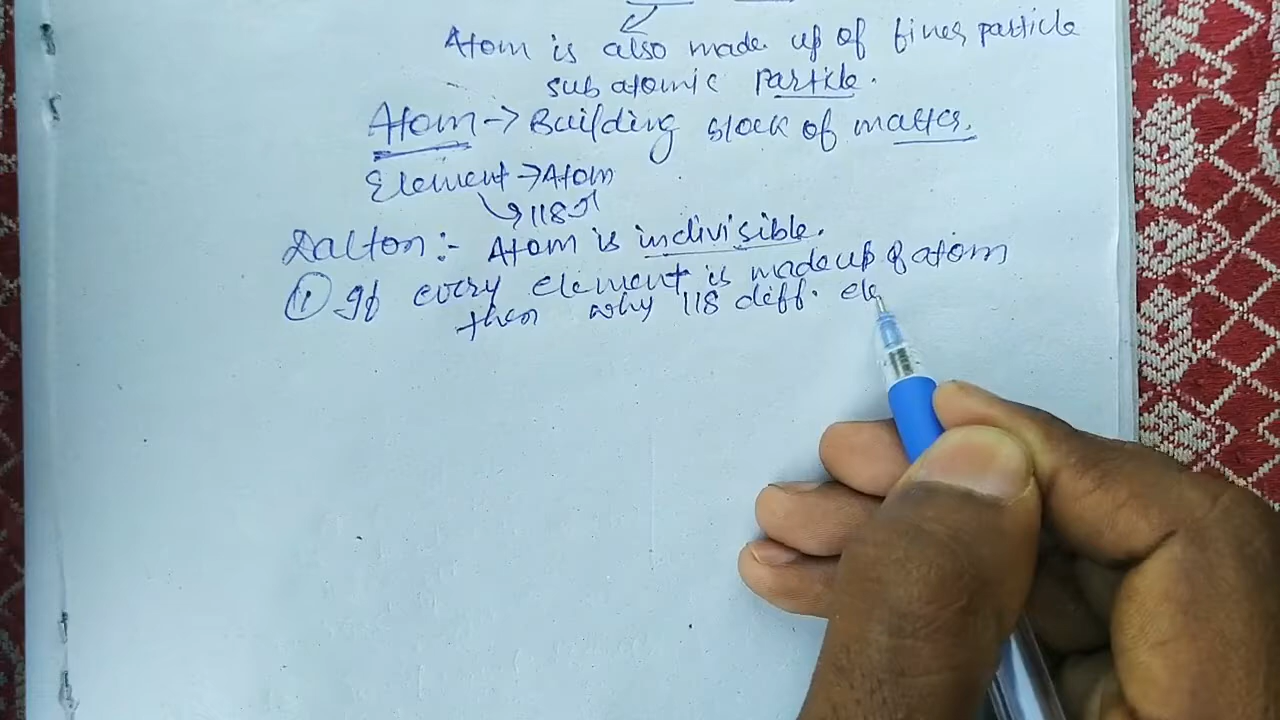 Atom is also made up of finer particle
sub atomic particle.
Atom → Building block of matter.
Element → Atom
↳ 118
Dalton:- Atom is indivisible.
① If every element is made up of atom
then why 118 diff. ele